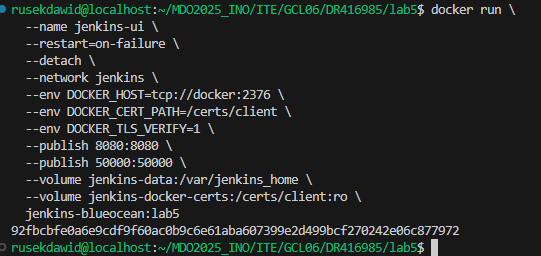 rusekdawid@localhost:~/MDO2025_INO/ITE/GCL06/DR416985/lab5$ docker run \
  --name jenkins-ui \
  --restart=on-failure \
  --detach \
  --network jenkins \
  --env DOCKER_HOST=tcp://docker:2376 \
  --env DOCKER_CERT_PATH=/certs/client \
  --env DOCKER_TLS_VERIFY=1 \
  --publish 8080:8080 \
  --publish 50000:50000 \
  --volume jenkins-data:/var/jenkins_home \
  --volume jenkins-docker-certs:/certs/client:ro \
  jenkins-blueocean:lab5
92fbcbfe0a6e9cdf9f60ac0b9c6e61aba607399e2d499bcf270242e06c877972
rusekdawid@localhost:~/MDO2025_INO/ITE/GCL06/DR416985/lab5$